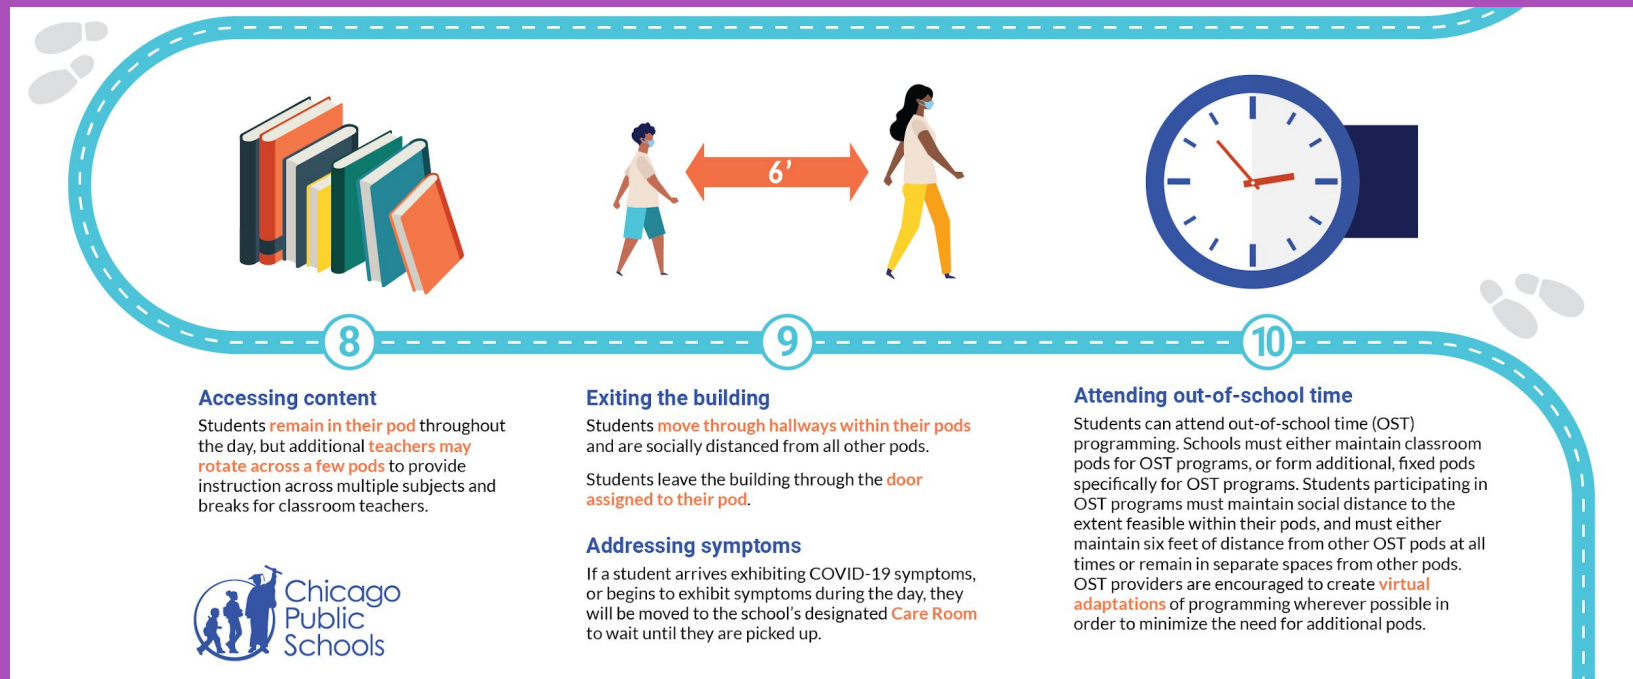 6’
8
Accessing content
Students remain in their pod throughout
the day, but additional teachers may
rotate across a few pods to provide
instruction across multiple subjects and
breaks for classroom teachers.
Chicago
Public
Schools
9
Exiting the building
Students move through hallways within their pods
and are socially distanced from all other pods.
Students leave the building through the door
assigned to their pod.
Addressing symptoms
If a student arrives exhibiting COVID-19 symptoms,
or begins to exhibit symptoms during the day, they
will be moved to the school’s designated Care Room
to wait until they are picked up.
10
Attending out-of-school time
Students can attend out-of-school time (OST)
programming. Schools must either maintain classroom
pods for OST programs, or form additional, fixed pods
specifically for OST programs. Students participating in
OST programs must maintain social distance to the
extent feasible within their pods, and must either
maintain six feet of distance from other OST pods at all
times or remain in separate spaces from other pods.
OST providers are encouraged to create virtual
adaptations of programming wherever possible in
order to minimize the need for additional pods.